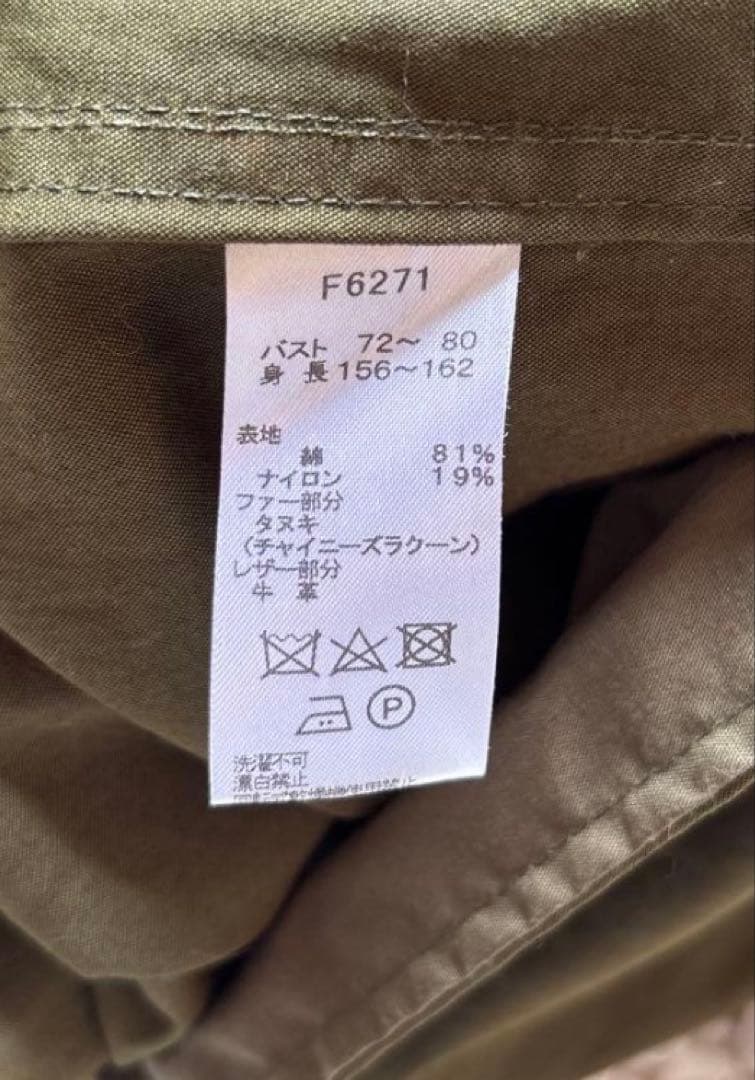 F6271
バスト 72～ 80
身 長 156～162
表地
綿 81%
ナイロン 19%
ファー部分
タヌキ
(チャイニーズラクーン)
レザー部分
牛 革
P
洗濯不可
漂白禁止